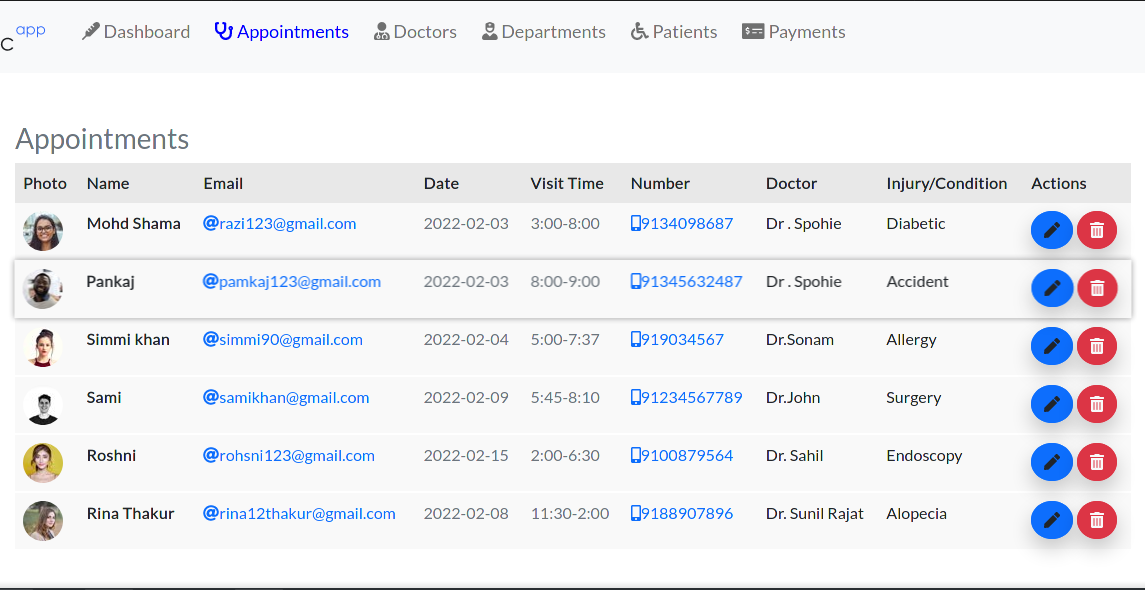 app
c
Dashboard Appointments Doctors Departments Patients Payments
Appointments
Photo Name Email Date Visit Time Number Doctor Injury/Condition Actions
Mohd Shama @razi123@gmail.com 2022-02-03 3:00-8:00 9134098687 Dr . Spohie Diabetic
Pankaj @pamkaj123@gmail.com 2022-02-03 8:00-9:00 91345632487 Dr . Spohie Accident
Simmi khan @simmi90@gmail.com 2022-02-04 5:00-7:37 919034567 Dr.Sonam Allergy
Sami @samikhan@gmail.com 2022-02-09 5:45-8:10 91234567789 Dr.John Surgery
Roshni @rohsni123@gmail.com 2022-02-15 2:00-6:30 9100879564 Dr. Sahil Endoscopy
Rina Thakur @rina12thakur@gmail.com 2022-02-08 11:30-2:00 9188907896 Dr. Sunil Rajat Alopecia